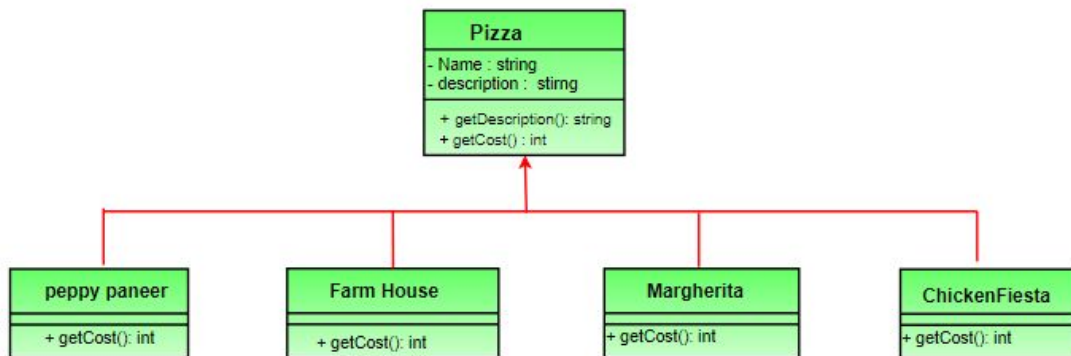 Pizza
- Name : string
- description :  stirng
+ getDescription(): string
+ getCost() : int
peppy paneer
+ getCost(): int
Farm House
+ getCost(): int
Margherita
+ getCost(): int
ChickenFiesta
+ getCost(): int